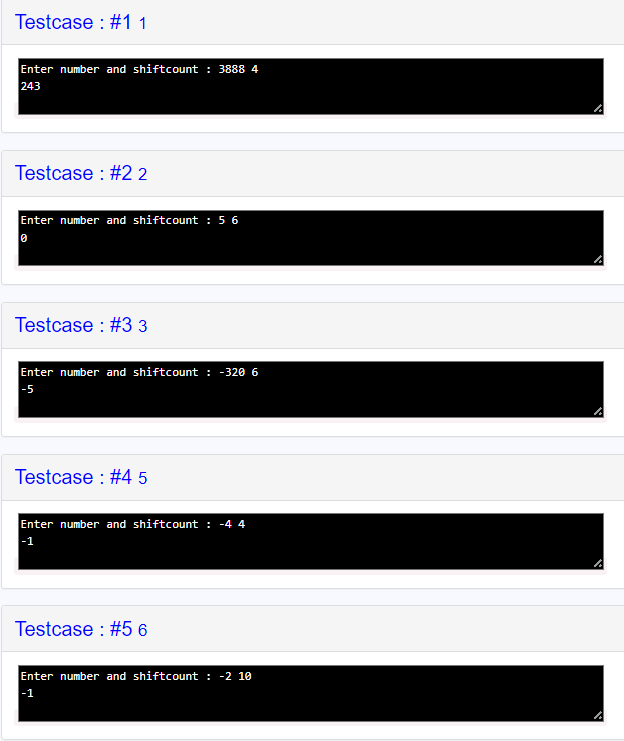 Testcase : #1 1
Enter number and shiftcount : 3888 4
243
Testcase : #2 2
Enter number and shiftcount : 5 6
0
Testcase : #3 3
Enter number and shiftcount : -320 6
-5
Testcase : #4 5
Enter number and shiftcount : -4 4
-1
Testcase : #5 6
Enter number and shiftcount : -2 10
-1